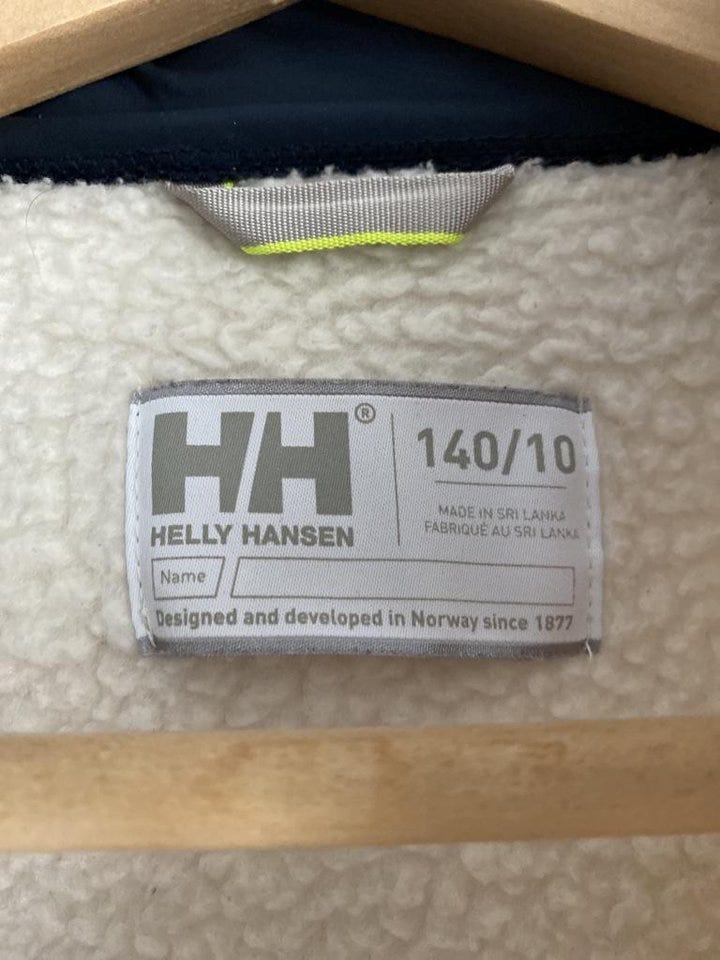 HH®
HELLY HANSEN
140/10
MADE IN SRI LANKA
FABRIQUÉ AU SRI LANKA
Name
Designed and developed in Norway since 1877